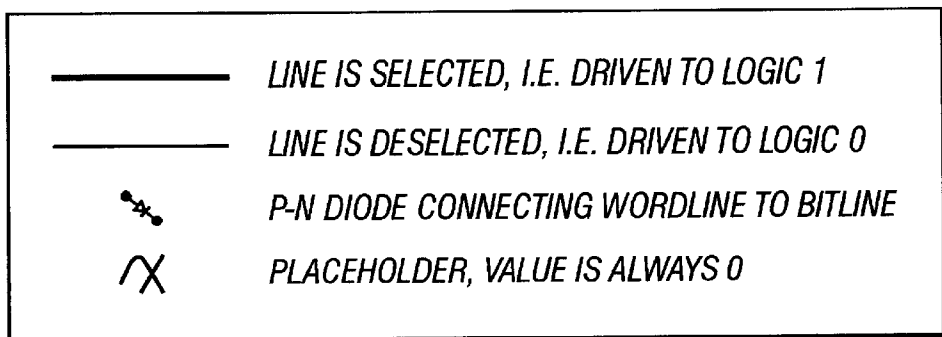 LINE IS SELECTED, I.E. DRIVEN TO LOGIC 1
LINE IS DESELECTED, I.E. DRIVEN TO LOGIC 0
P-N DIODE CONNECTING WORDLINE TO BITLINE
PLACEHOLDER, VALUE IS ALWAYS 0